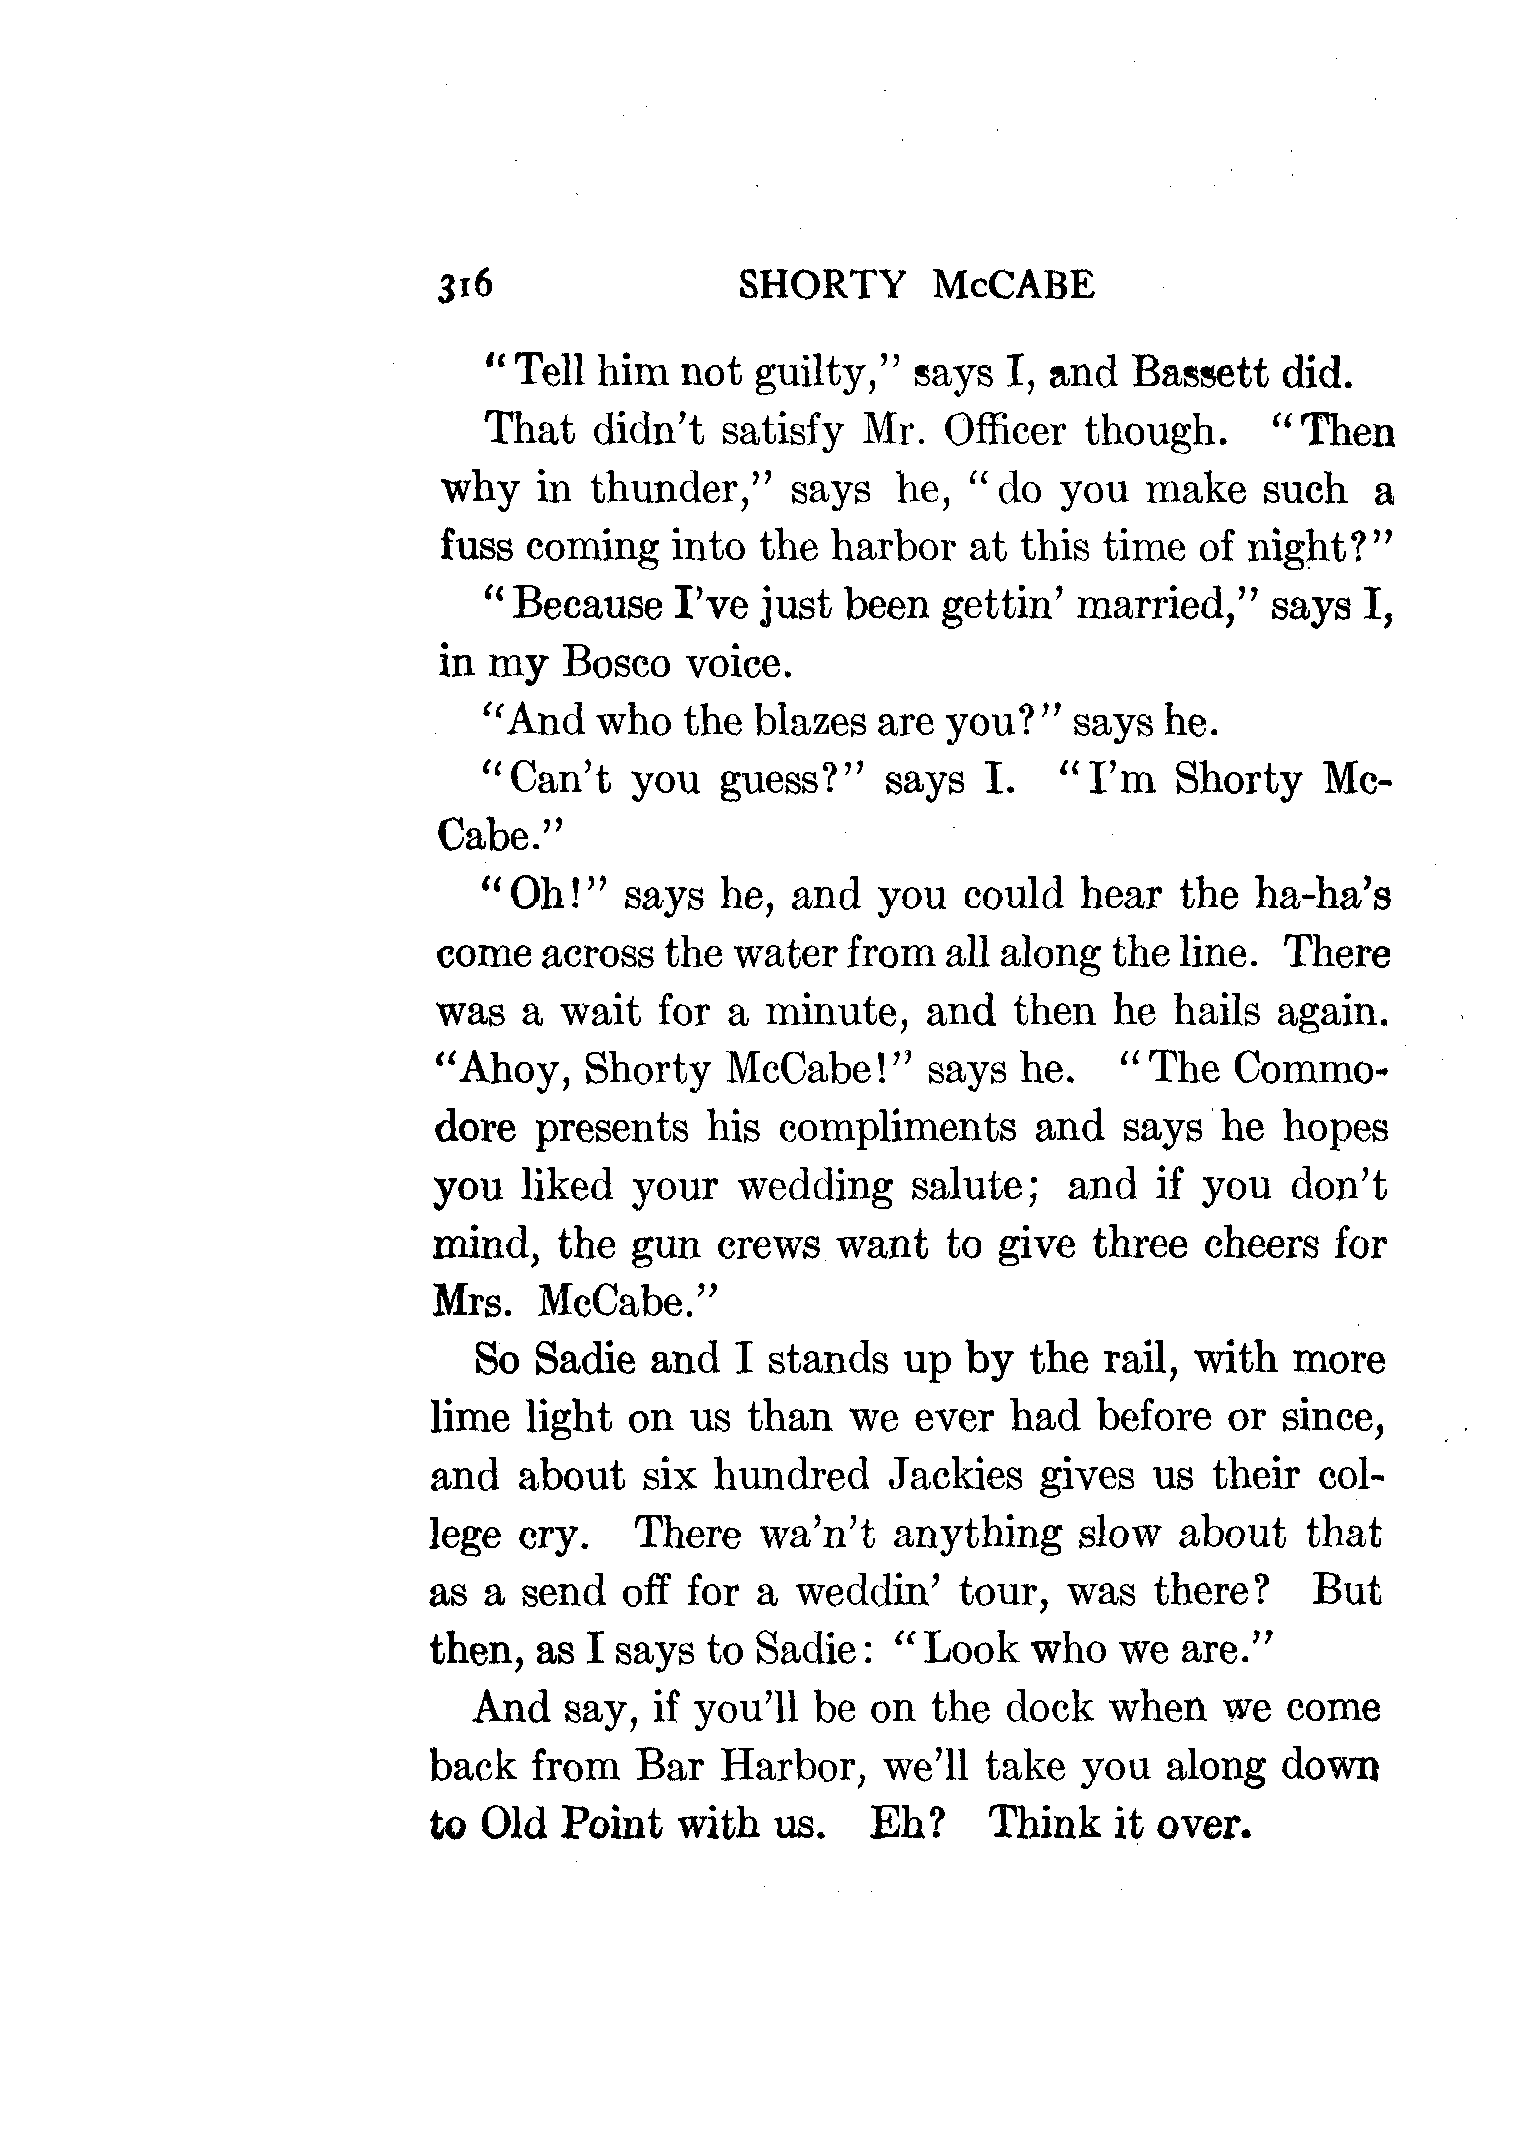 316 SHORTY McCABE
"Tell him not guilty," says I, and Bassett did.
That didn't satisfy Mr. Officer though. "Then
why in thunder," says he, "do you make such a
fuss coming into the harbor at this time of night?"
"Because I've just been gettin' married," says I,
in my Bosco voice.
"And who the blazes are you?" says he.
"Can't you guess?" says I. "I'm Shorty Mc-
Cabe."
"Oh!" says he, and you could hear the ha-ha's
come across the water from all along the line. There
was a wait for a minute, and then he hails again.
"Ahoy, Shorty McCabe!" says he. "The Commo-
dore presents his compliments and says he hopes
you liked your wedding salute; and if you don't
mind, the gun crews want to give three cheers for
Mrs. McCabe."
So Sadie and I stands up by the rail, with more
lime light on us than we ever had before or since,
and about six hundred Jackies gives us their col-
lege cry. There wa'n't anything slow about that
as a send off for a weddin' tour, was there? But
then, as I says to Sadie: "Look who we are."
And say, if you'll be on the dock when we come
back from Bar Harbor, we'll take you along down
to Old Point with us. Eh? Think it over.